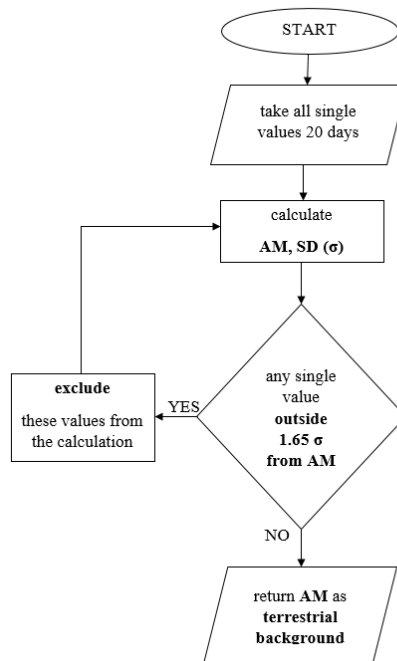 START
take all single
values 20 days
calculate
AM, SD (σ)
any single
value
outside
1.65 σ
from AM
YES
exclude
these values from
the calculation
NO
return AM as
terrestrial
background